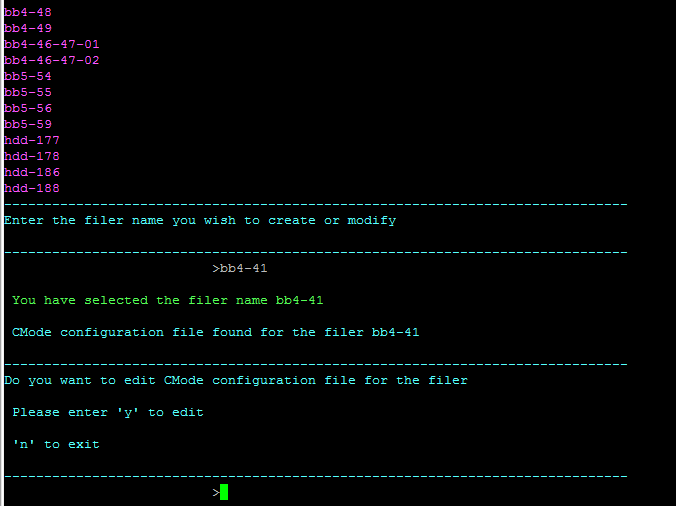 bb4-48
bb4-49
bb4-46-47-01
bb4-46-47-02
bb5-54
bb5-55
bb5-56
bb5-59
hdd-177
hdd-178
hdd-186
hdd-188
------------------------------------------------------------------------------
Enter the filer name you wish to create or modify
------------------------------------------------------------------------------
>bb4-41
You have selected the filer name bb4-41
CMode configuration file found for the filer bb4-41
------------------------------------------------------------------------------
Do you want to edit CMode configuration file for the filer
Please enter 'y' to edit
'n' to exit
------------------------------------------------------------------------------
>